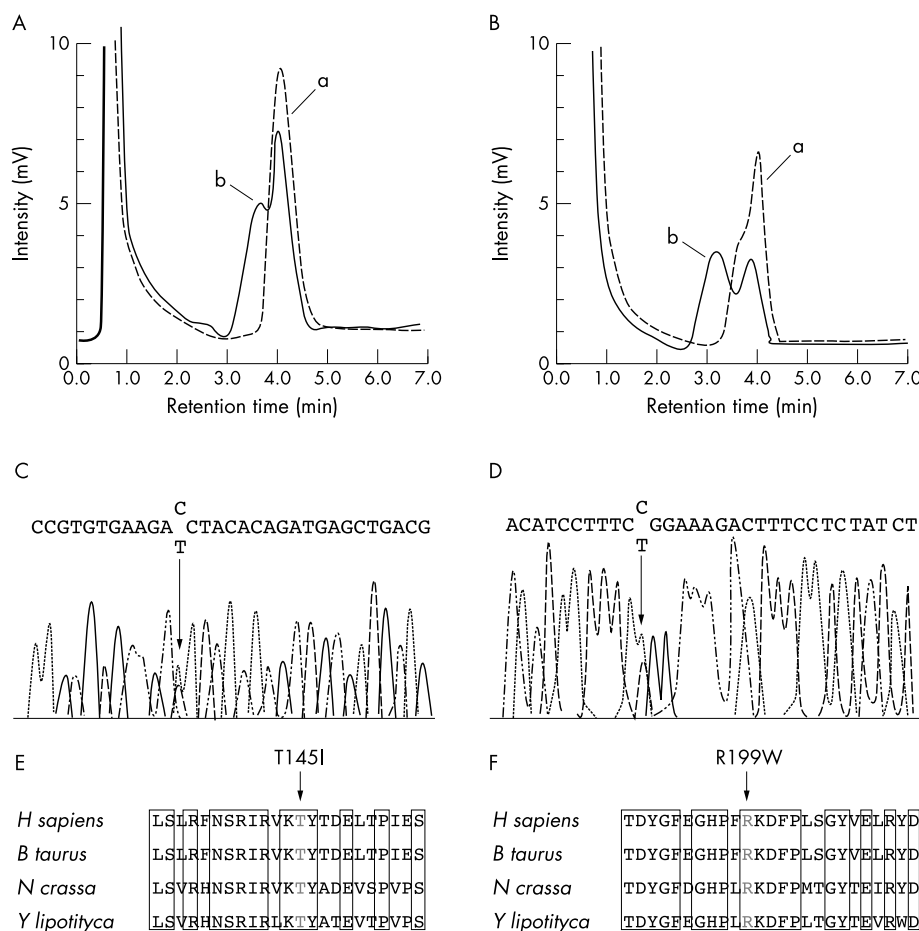 A
10
5
0
Intensity (mV)
a
b
0.0 1.0 2.0 3.0 4.0 5.0 6.0 7.0
Retention time (min)
B
10
5
0
Intensity (mV)
a
b
0.0 1.0 2.0 3.0 4.0 5.0 6.0 7.0
Retention time (min)
C
C
CCGTGTGAAGA CTACACAGATGAGCTGACG
T
D
C
ACATCCTTTC GGAAAGACTTTCCTCTATCT
T
E
T145I
H sapiens LSLRFNSRIRVKTYTDELTPIES
B taurus LSLRFNSRIRVKTYTDELTPIES
N crassa LSVRHNSRIRVKTYADEVSPVPS
Y lipotityca LSVRHNSRIRLKTYATEVTPVPS
F
R199W
H sapiens TDYGFEGHPFRKDFPLSGYVELRYD
B taurus TDYGFDGHPFRKDFPLSGYVELRYD
N crassa TDYGFDGHPLRKDFPMTGYTEIRYD
Y lipotityca TDYGFEGHPLRKDFPLTGYTEVRWD